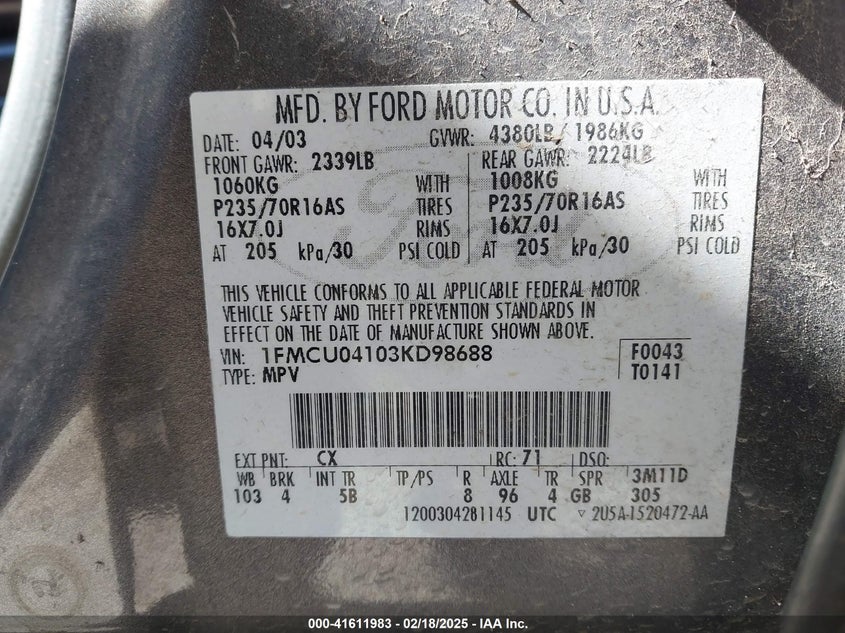 MFD. BY FORD MOTOR CO. IN U.S.A.
DATE: 04/03 GVWR: 4380LB/ 1986KG
FRONT GAWR: 2339LB REAR GAWR: 2224LB
1060KG WITH 1008KG WITH
P235/70R16AS TIRES P235/70R16AS TIRES
16X7.0J RIMS 16X7.0J RIMS
AT 205 kPa/30 PSI COLD AT 205 kPa/30 PSI COLD
Ford
THIS VEHICLE CONFORMS TO ALL APPLICABLE FEDERAL MOTOR
VEHICLE SAFETY AND THEFT PREVENTION STANDARDS IN
EFFECT ON THE DATE OF MANUFACTURE SHOWN ABOVE.
VIN: 1FMCU04103KD98688 F0043
TYPE: MPV T0141
EXT PNT: CX RC: 71 DSO:
WB BRK INT TR TP/PS R AXLE TR SPR 3M11D
103 4 5B 8 96 4 GB 305
1200304281145 UTC ▽ 2U5A-1520472-AA
000-41611983 - 02/18/2025 - IAA Inc.